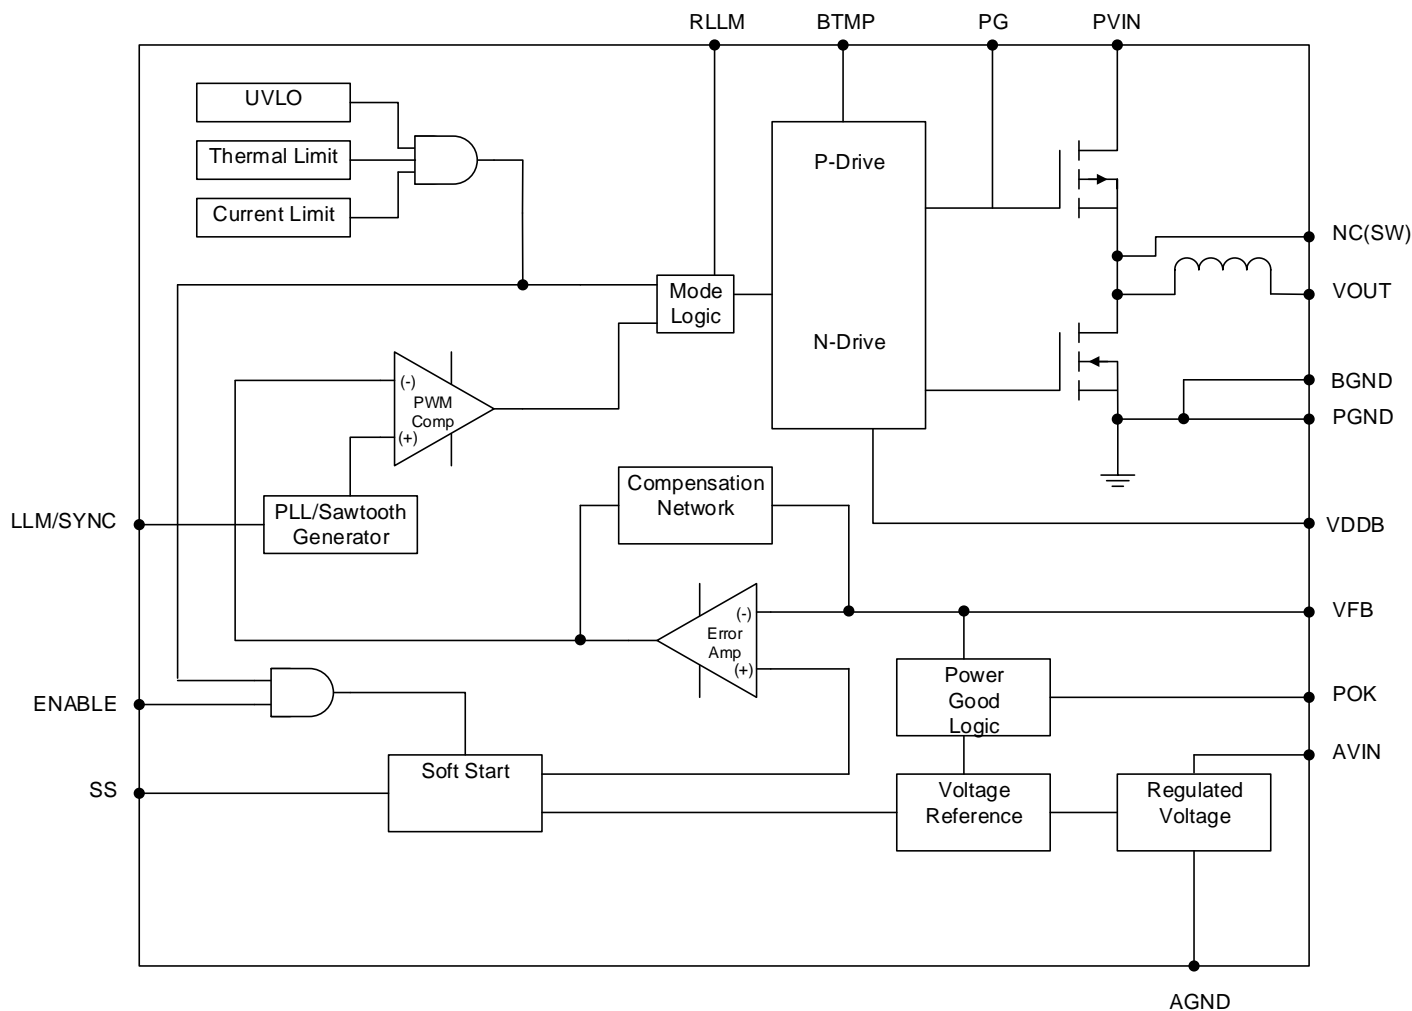 RLLM
BTMP
PG
PVIN
UVLO
Thermal Limit
Current Limit
P-Drive
N-Drive
Mode
Logic
NC(SW)
VOUT
BGND
PGND
(-)
PWM
Comp
(+)
LLM/SYNC
PLL/Sawtooth
Generator
Compensation
Network
VDDB
VFB
(-)
Error
Amp
(+)
Power
Good
Logic
POK
ENABLE
AVIN
SS
Soft Start
Voltage
Reference
Regulated
Voltage
AGND